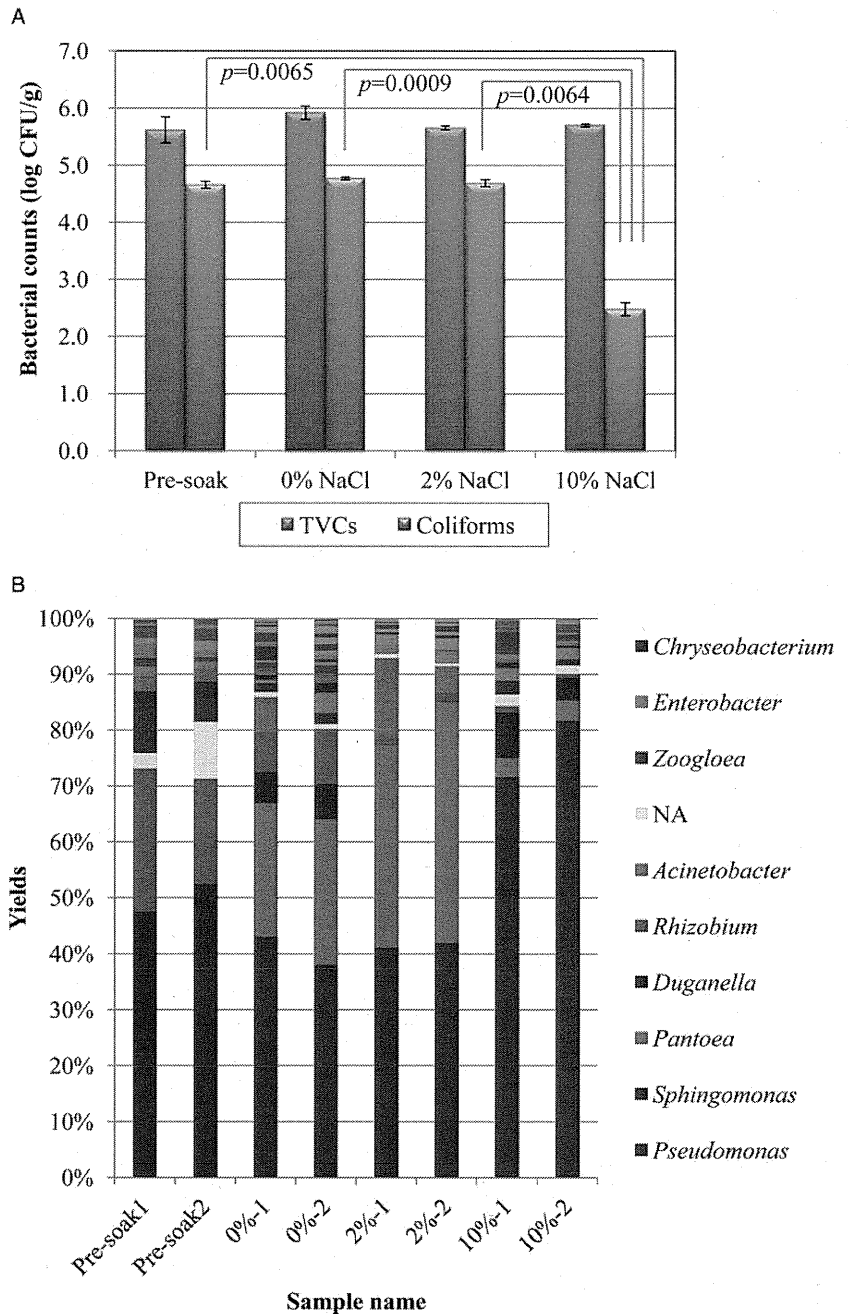 A
7.0
6.0
5.0
4.0
3.0
2.0
1.0
0.0
Bacterial counts (log CFU/g)
p=0.0065
p=0.0009
p=0.0064
Pre-soak
0% NaCl
2% NaCl
10% NaCl
TVCs
Coliforms
B
100%
90%
80%
70%
60%
50%
40%
30%
20%
10%
0%
Yields
Chryseobacterium
Enterobacter
Zoogloea
NA
Acinetobacter
Rhizobium
Duganella
Pantoea
Sphingomonas
Pseudomonas
Pre-soak1
Pre-soak2
0%-1
0%-2
2%-1
2%-2
10%-1
10%-2
Sample name